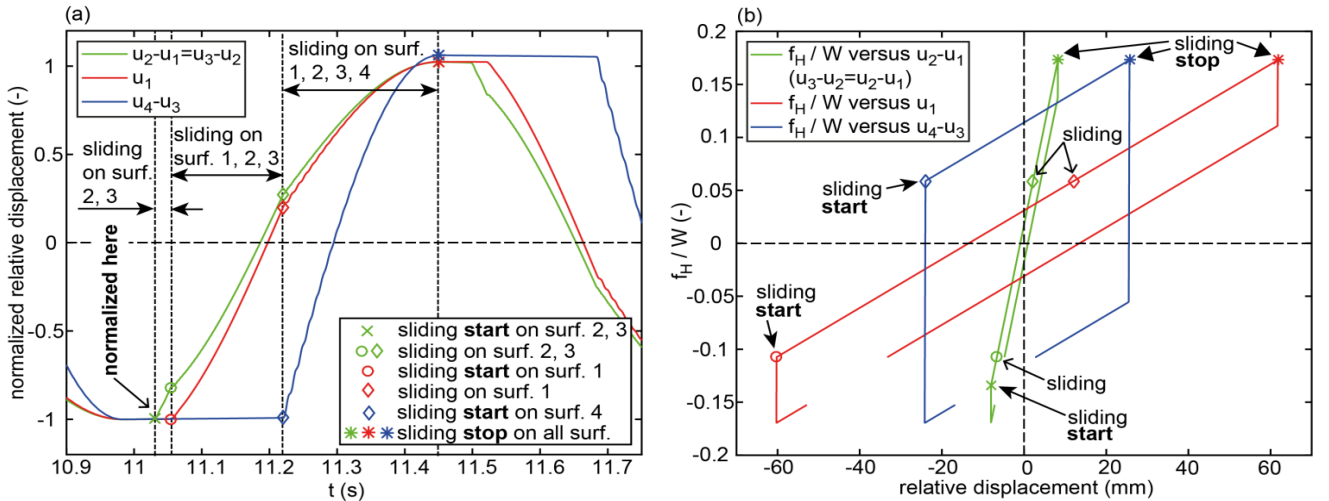 (a)
u2-u1=u3-u2
u1
u4-u3
sliding on surf.
1, 2, 3, 4
sliding on
surf. 1, 2, 3
sliding
on surf.
2, 3
normalized here
sliding start on surf. 2, 3
sliding on surf. 2, 3
sliding start on surf. 1
sliding on surf. 1
sliding start on surf. 4
sliding stop on all surf.
normalized relative displacement (-)
1
0.5
0
-0.5
-1
10.9
11
11.1
11.2
11.3
11.4
11.5
11.6
11.7
t (s)
(b)
fH / W versus u2-u1
(u3-u2=u2-u1)
fH / W versus u1
fH / W versus u4-u3
sliding
stop
sliding
sliding
start
sliding
start
sliding
sliding
start
fH / W (-)
0.2
0.15
0.1
0.05
0
-0.05
-0.1
-0.15
-0.2
-60
-40
-20
0
20
40
60
relative displacement (mm)